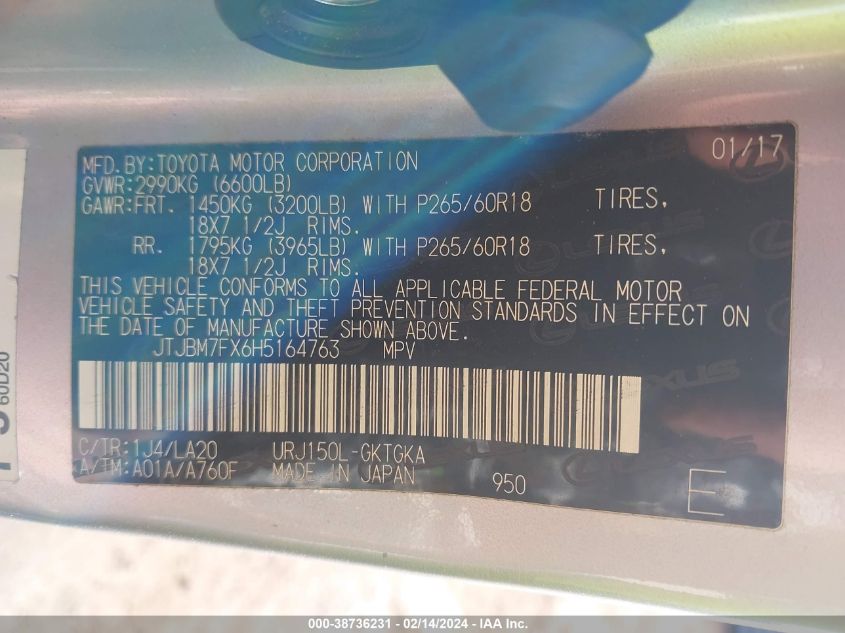 MFD.BY:TOYOTA MOTOR CORPORATION 01/17
GVWR:2990KG (6600LB)
GAWR:FRT. 1450KG (3200LB) WITH P265/60R18 TIRES,
18X7 1/2J RIMS.
RR. 1795KG (3965LB) WITH P265/60R18 TIRES,
18X7 1/2J RIMS.
THIS VEHICLE CONFORMS TO ALL APPLICABLE FEDERAL MOTOR
VEHICLE SAFETY AND THEFT PREVENTION STANDARDS IN EFFECT ON
THE DATE OF MANUFACTURE SHOWN ABOVE.
JTJBM7FX6H5164763 MPV
C/TR:1J4/LA20 URJ150L-GKTGKA
A/TM:A01A/A760F MADE IN JAPAN 950 E
60D20
LEXUS
000-38736231 - 02/14/2024 - IAA Inc.